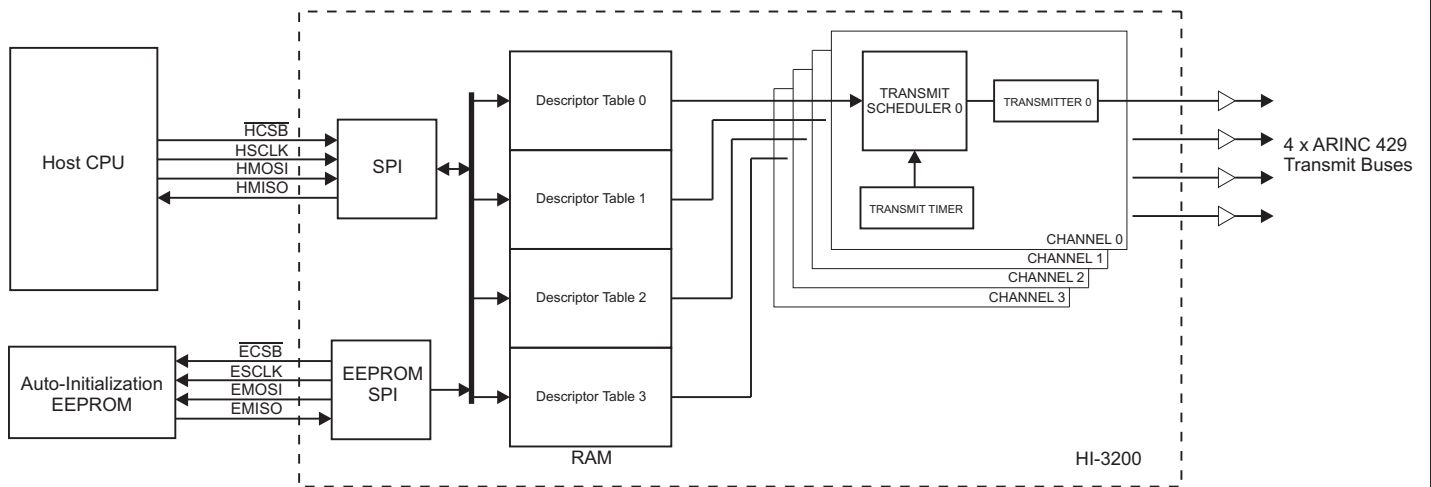 Host CPU
HCSB
HSCLK
HMOSI
HMISO
SPI
Auto-Initialization
EEPROM
ECSB
ESCLK
EMOSI
EMISO
EEPROM
SPI
Descriptor Table 0
Descriptor Table 1
Descriptor Table 2
Descriptor Table 3
RAM
TRANSMIT
SCHEDULER 0
TRANSMITTER 0
TRANSMIT TIMER
CHANNEL 0
CHANNEL 1
CHANNEL 2
CHANNEL 3
4 x ARINC 429
Transmit Buses
HI-3200